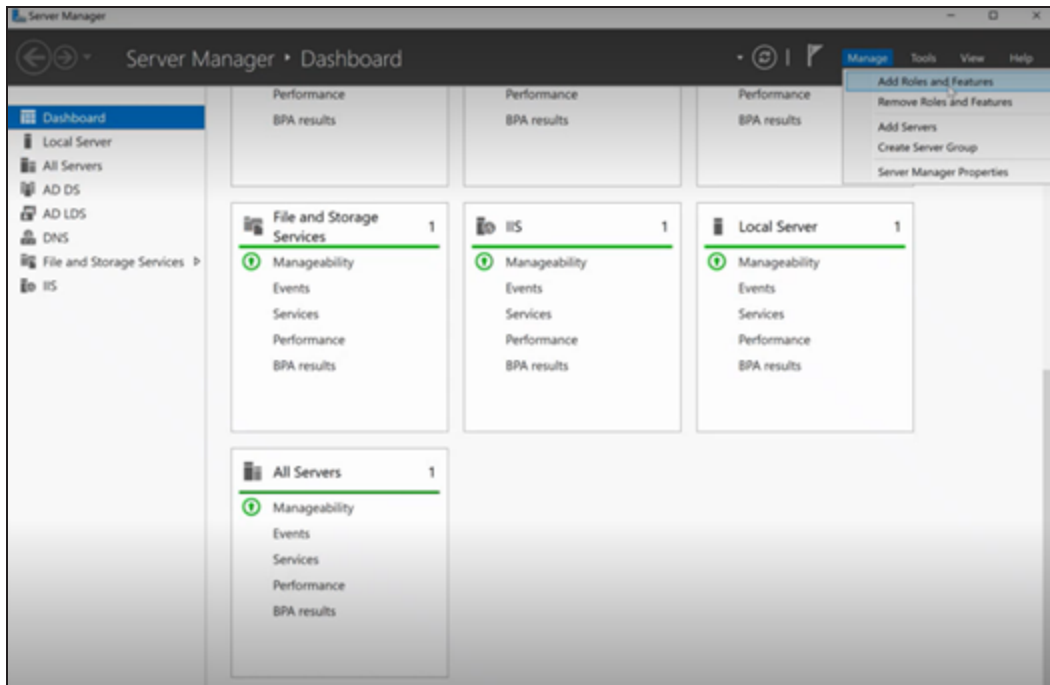 Server Manager
Server Manager • Dashboard
Manage Tools View Help
Add Roles and Features
Remove Roles and Features
Add Servers
Create Server Group
Server Manager Properties
Dashboard
Local Server
All Servers
AD DS
AD LDS
DNS
File and Storage Services
IIS
Performance
BPA results
Performance
BPA results
Performance
BPA results
File and Storage Services 1
Manageability
Events
Services
Performance
BPA results
IIS 1
Manageability
Events
Services
Performance
BPA results
Local Server 1
Manageability
Events
Services
Performance
BPA results
All Servers 1
Manageability
Events
Services
Performance
BPA results